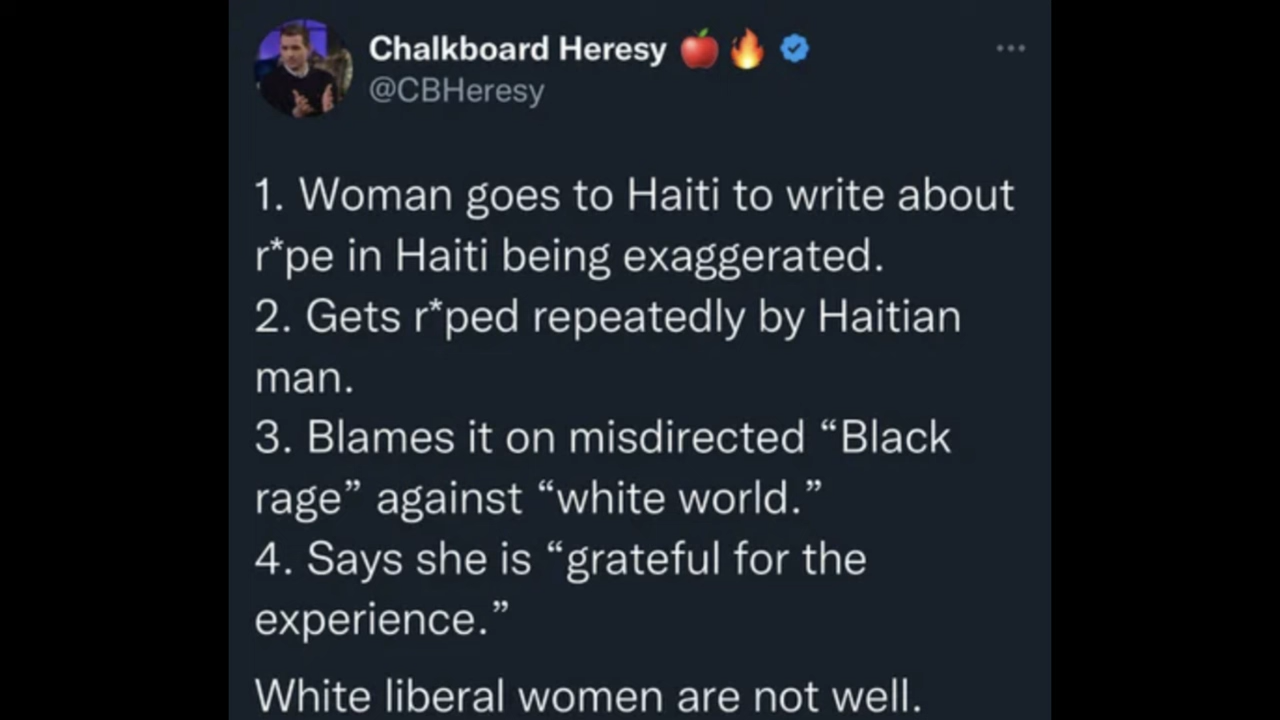 Chalkboard Heresy 🍎🔥
@CBHeresy
1. Woman goes to Haiti to write about
r*pe in Haiti being exaggerated.
2. Gets r*ped repeatedly by Haitian
man.
3. Blames it on misdirected “Black
rage” against “white world.”
4. Says she is “grateful for the
experience.”
White liberal women are not well.